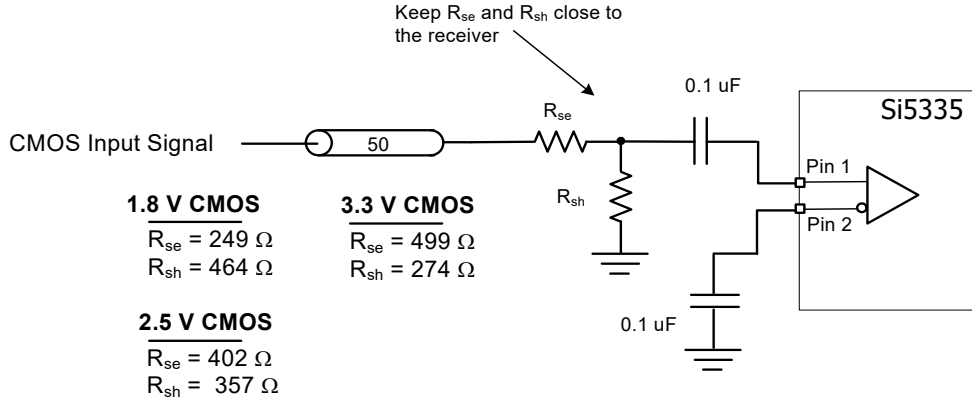 Keep Rse and Rsh close to
the receiver
0.1 uF
Si5335
Rse
CMOS Input Signal
50
Pin 1
Rsh
Pin 2
1.8 V CMOS
Rse = 249 Ω
Rsh = 464 Ω
3.3 V CMOS
Rse = 499 Ω
Rsh = 274 Ω
0.1 uF
2.5 V CMOS
Rse = 402 Ω
Rsh = 357 Ω